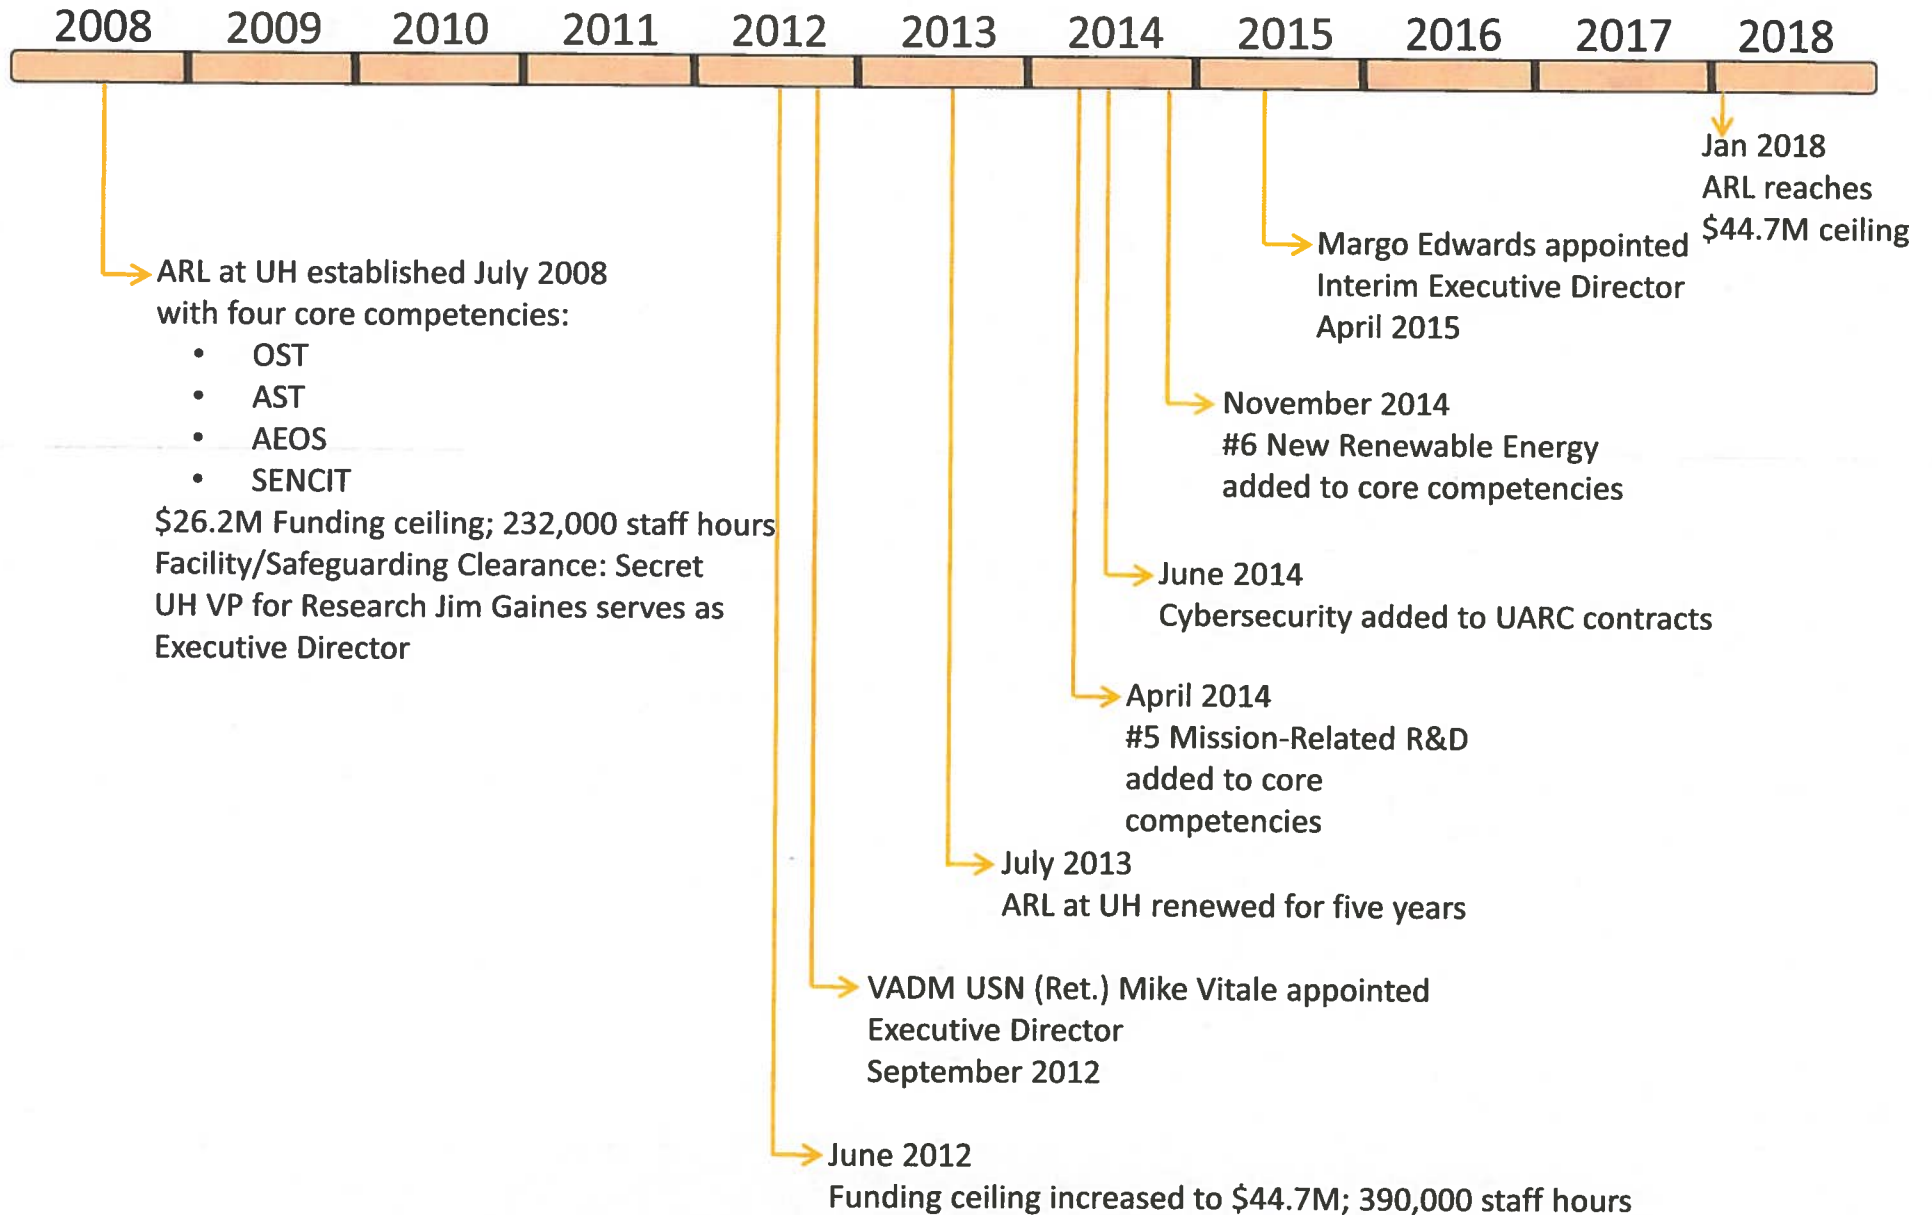 2008 2009 2010 2011 2012 2013 2014 2015 2016 2017 2018
ARL at UH established July 2008
with four core competencies:
• OST
• AST
• AEOS
• SENCIT
$26.2M Funding ceiling; 232,000 staff hours
Facility/Safeguarding Clearance: Secret
UH VP for Research Jim Gaines serves as
Executive Director
June 2012
Funding ceiling increased to $44.7M; 390,000 staff hours
VADM USN (Ret.) Mike Vitale appointed
Executive Director
September 2012
July 2013
ARL at UH renewed for five years
April 2014
#5 Mission-Related R&D
added to core
competencies
June 2014
Cybersecurity added to UARC contracts
November 2014
#6 New Renewable Energy
added to core competencies
Margo Edwards appointed
Interim Executive Director
April 2015
Jan 2018
ARL reaches
$44.7M ceiling